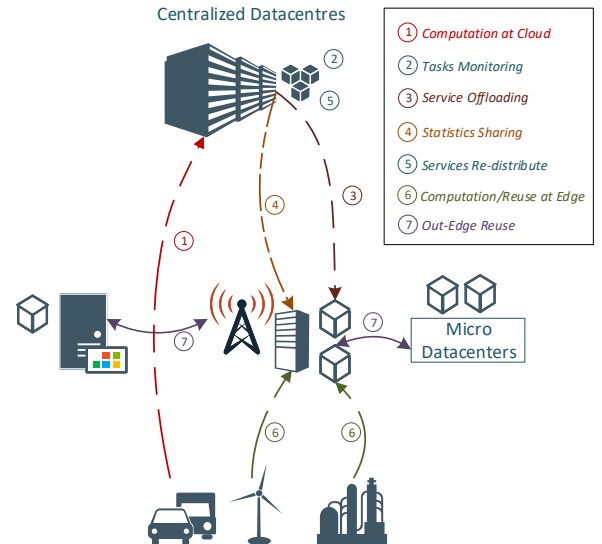 Centralized Datacentres
1 Computation at Cloud
2 Tasks Monitoring
3 Service Offloading
4 Statistics Sharing
5 Services Re-distribute
6 Computation/Reuse at Edge
7 Out-Edge Reuse
2
5
4
3
1
7
7
Micro
Datacenters
6
6